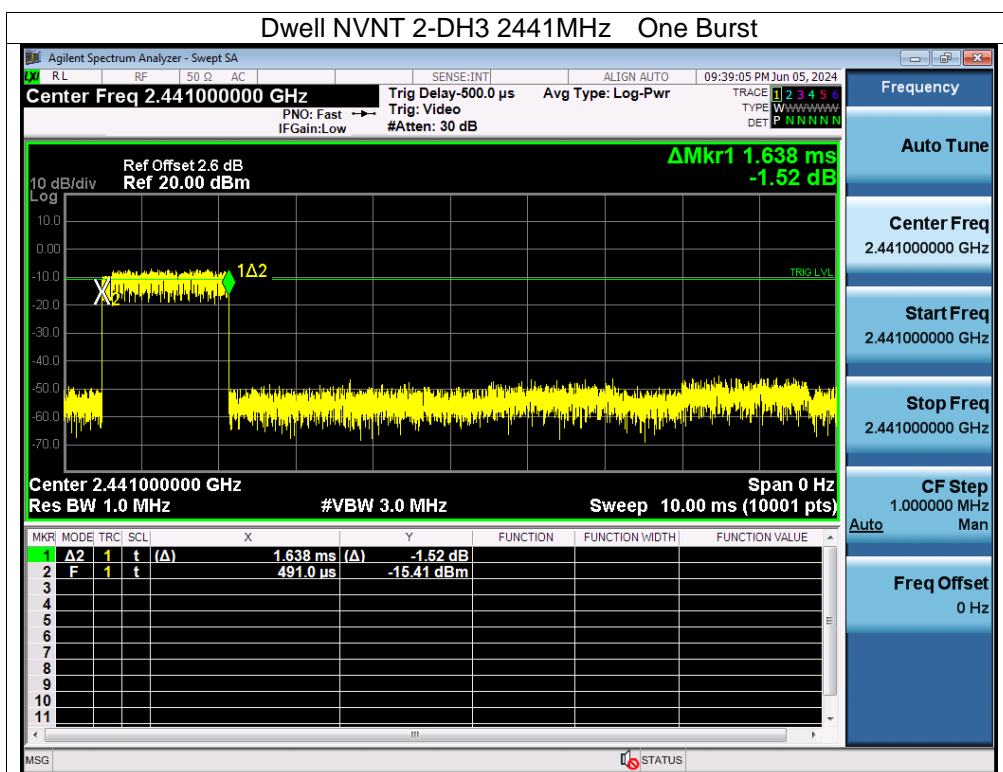 Dwell NVNT 2-DH3 2441MHz One Burst
Agilent Spectrum Analyzer - Swept SA
LXI RL RF 50 Ω AC SENSE:INT ALIGN AUTO 09:39:05 PM Jun 05, 2024
Center Freq 2.441000000 GHz Trig Delay-500.0 µs Avg Type: Log-Pwr TRACE 1 2 3 4 5 6
PNO: Fast Trig: Video TYPE WWWWWW
IFGain:Low #Atten: 30 dB DET P N N N N N
Frequency
Auto Tune
Center Freq
2.441000000 GHz
Start Freq
2.441000000 GHz
Stop Freq
2.441000000 GHz
CF Step
1.000000 MHz
Auto Man
Freq Offset
0 Hz
ΔMkr1 1.638 ms
-1.52 dB
Ref Offset 2.6 dB
10 dB/div Ref 20.00 dBm
Log
10.0
0.00
-10.0
-20.0
-30.0
-40.0
-50.0
-60.0
-70.0
1Δ2
2
TRIG LVL
Center 2.441000000 GHz Span 0 Hz
Res BW 1.0 MHz #VBW 3.0 MHz Sweep 10.00 ms (10001 pts)
MKR MODE TRC SCL X Y FUNCTION FUNCTION WIDTH FUNCTION VALUE
1 Δ2 1 t (Δ) 1.638 ms (Δ) -1.52 dB
2 F 1 t 491.0 µs -15.41 dBm
3
4
5
6
7
8
9
10
11
MSG STATUS